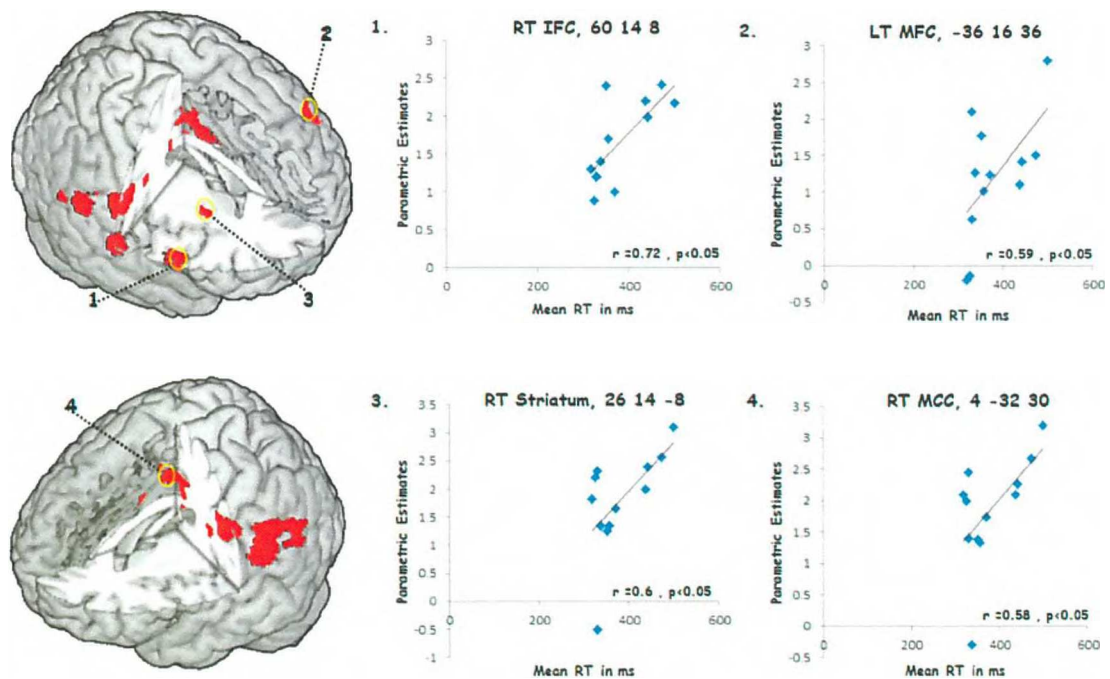 2
1
3
1.
RT IFC, 60 14 8
Parametric Estimates
3
2.5
2
1.5
1
0.5
0
r =0.72 , p<0.05
0 200 400 600
Mean RT in ms
2.
LT MFC, -36 16 36
Parametric Estimates
3
2.5
2
1.5
1
0.5
0
-0.5
r =0.59 , p<0.05
0 200 400 600
Mean RT in ms
4
3.
RT Striatum, 26 14 -8
Parametric Estimates
3.5
3
2.5
2
1.5
1
0.5
0
-0.5
-1
r =0.6 , p<0.05
0 200 400 600
Mean RT in ms
4.
RT MCC, 4 -32 30
Parametric Estimates
3.5
3
2.5
2
1.5
1
0.5
0
-0.5
r =0.58 , p<0.05
0 200 400 600
Mean RT in ms